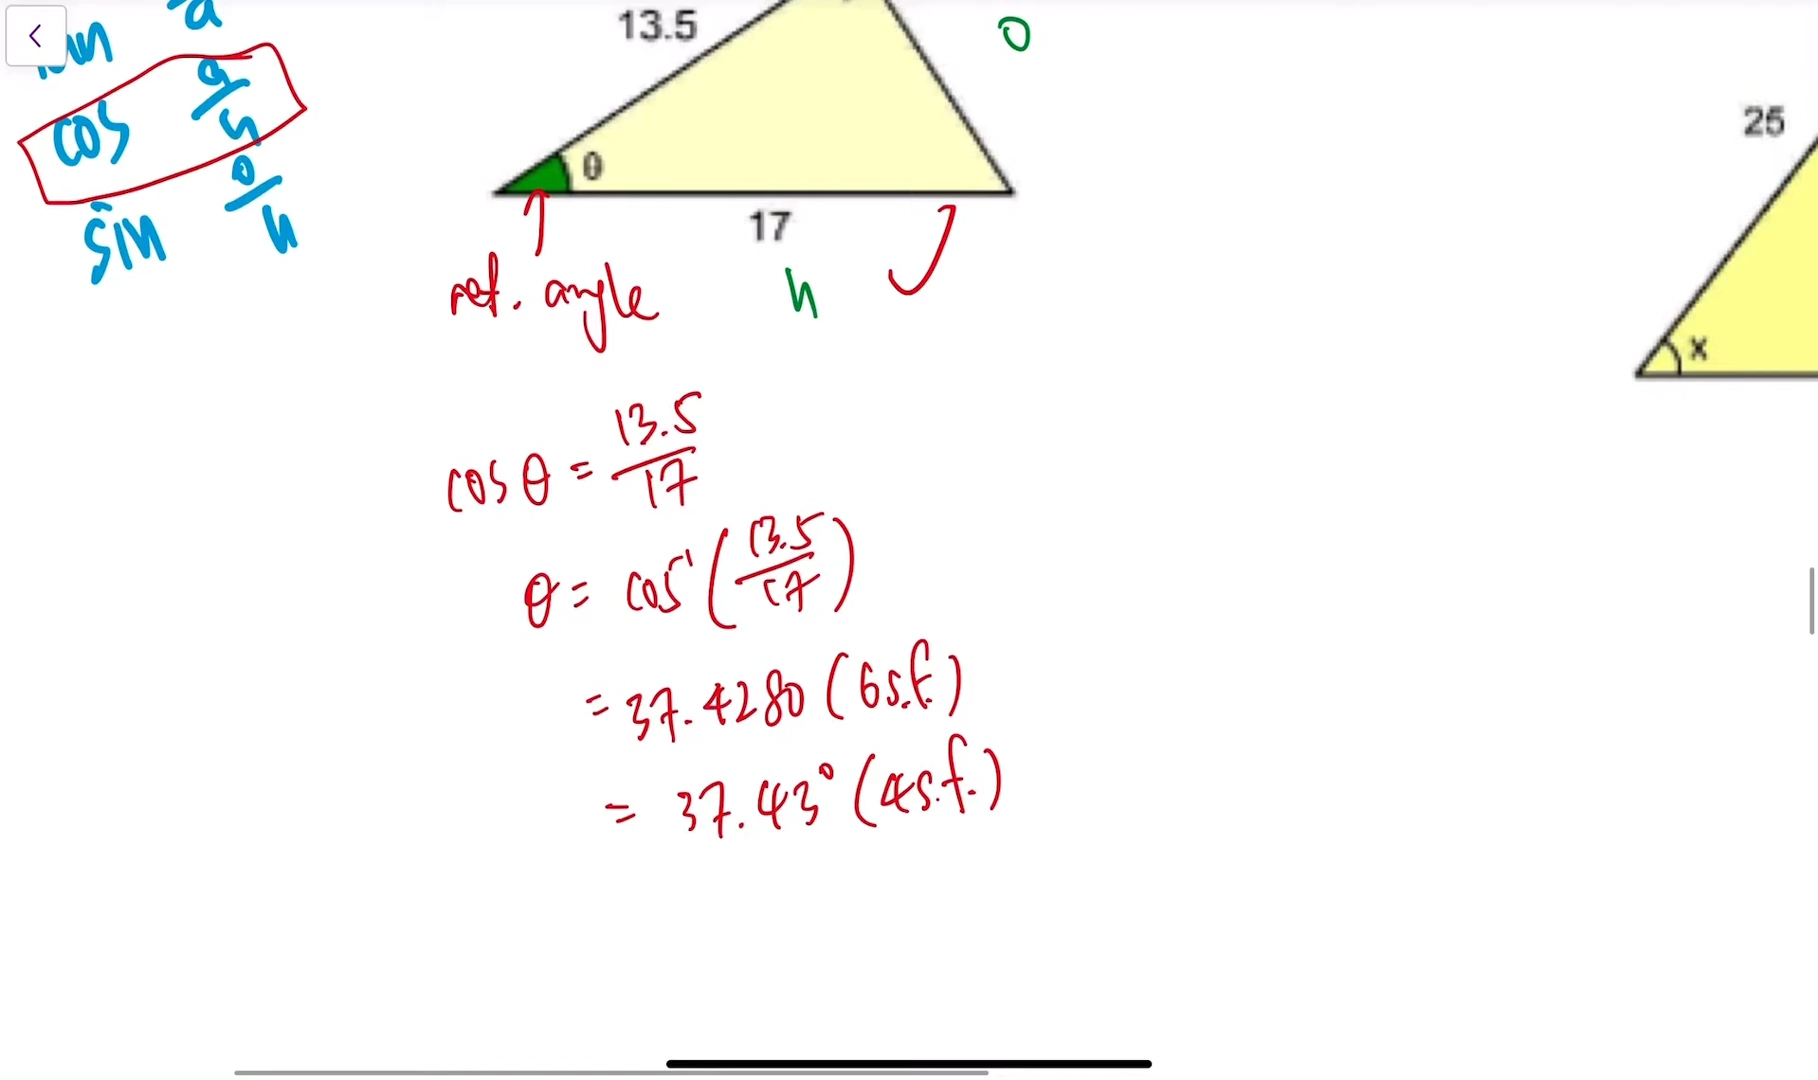 a
cos a/h
sin o/h
13.5
o
θ
17
ref. angle
h
25
x
cos θ = 13.5/17
θ = cos⁻¹ (13.5/17)
= 37.4280 (6 s.f.)
= 37.43° (4 s.f.)